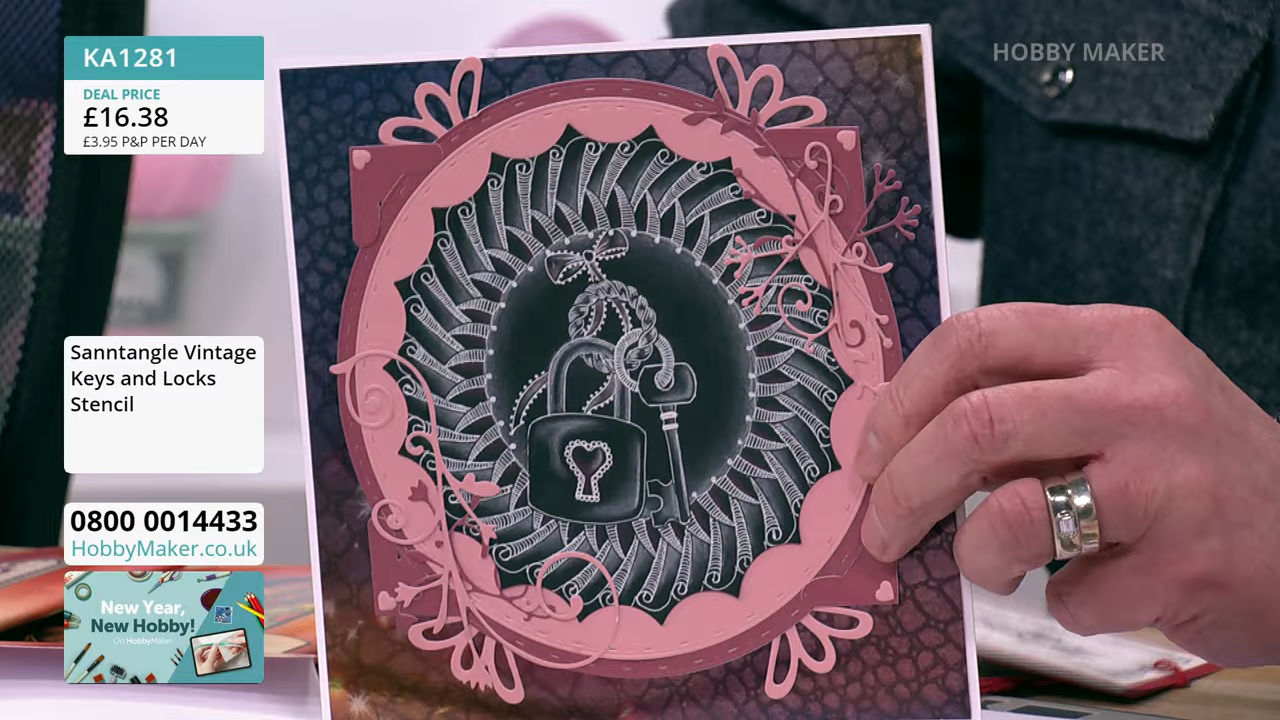 KA1281
DEAL PRICE
£16.38
£3.95 P&P PER DAY
HOBBY MAKER
Sanntangle Vintage
Keys and Locks
Stencil
0800 0014433
HobbyMaker.co.uk
New Year,
New Hobby!
On HobbyMaker